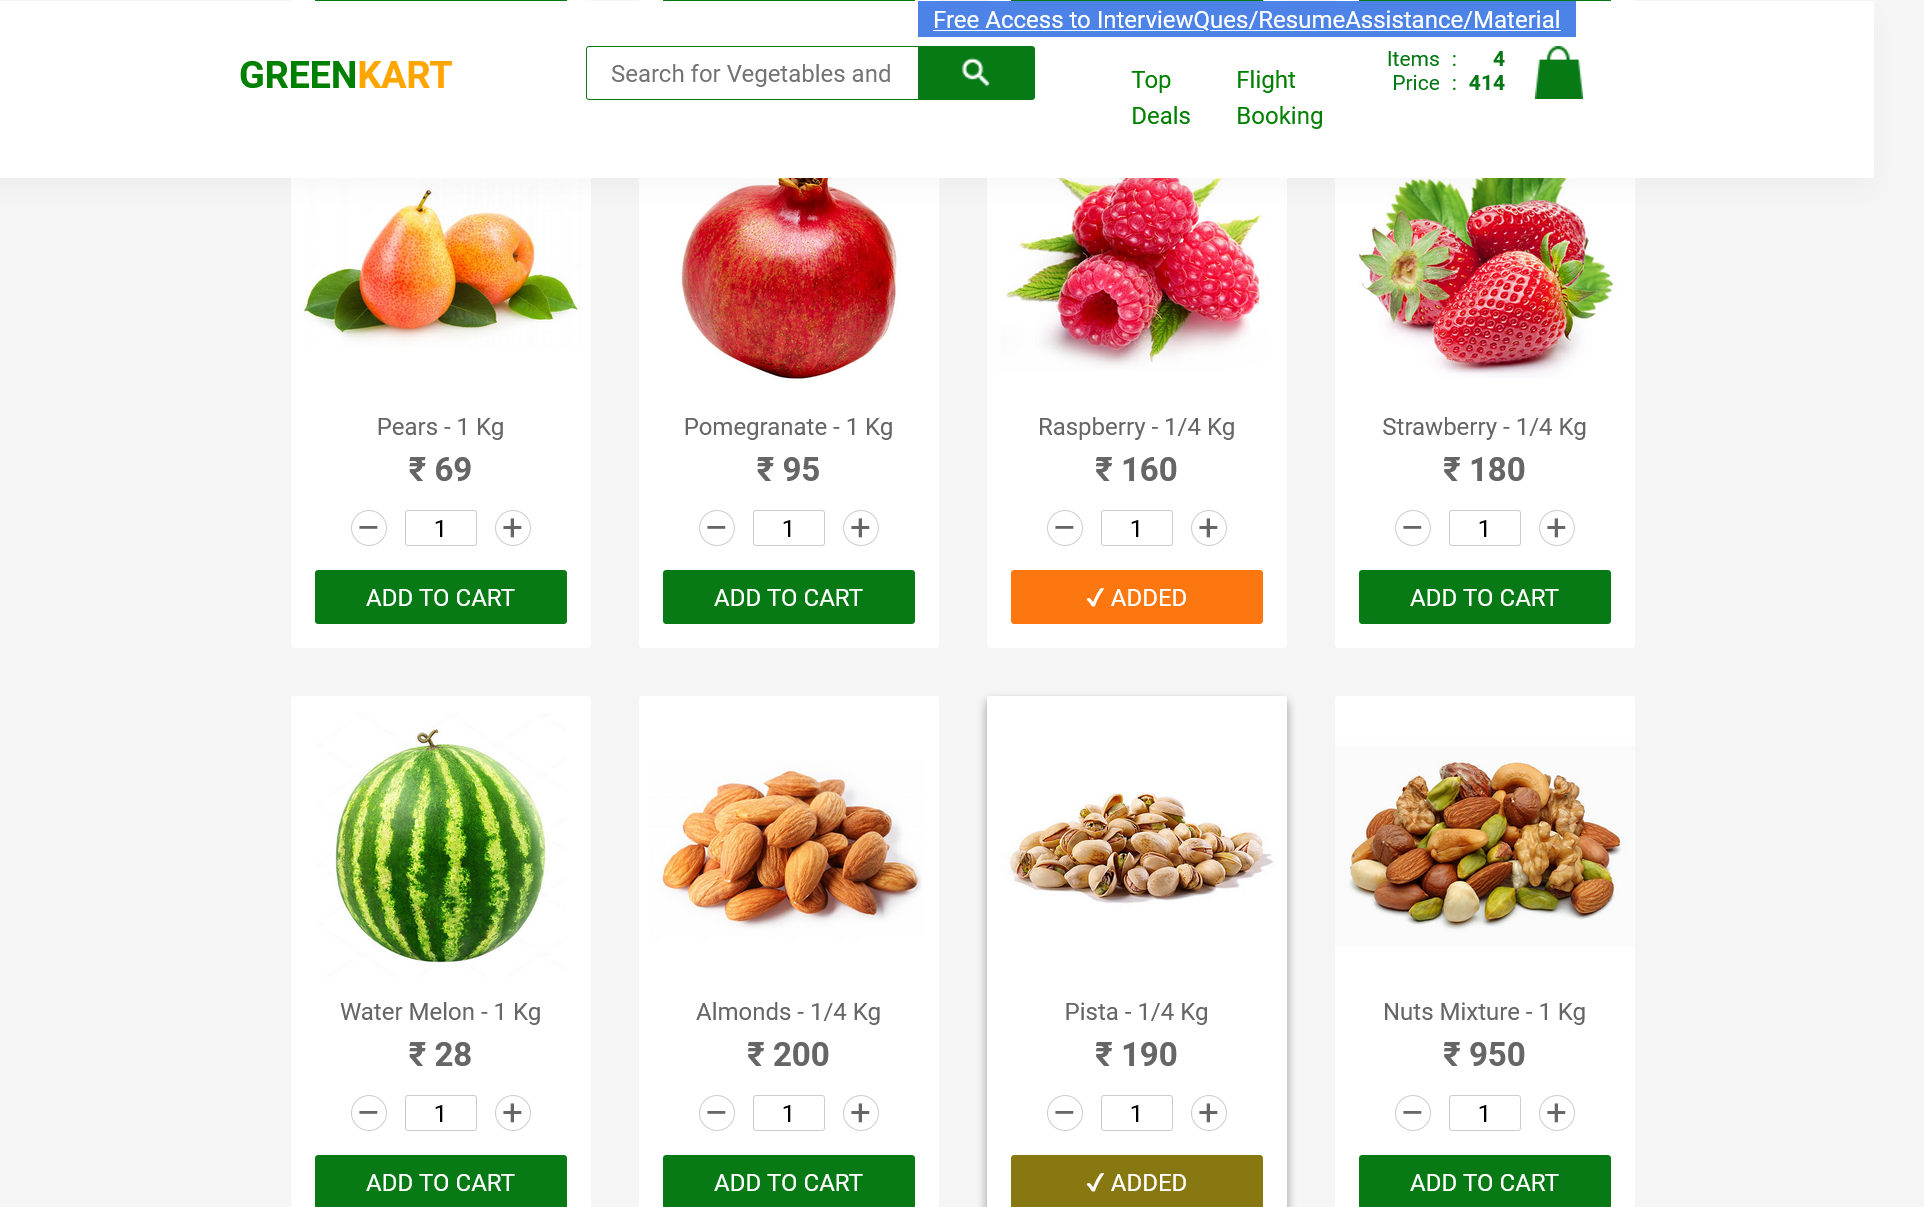 Free Access to InterviewQues/ResumeAssistance/Material
GREENKART
Search for Vegetables and
Top Deals
Flight Booking
Items : 4
Price : 414
Pears - 1 Kg
₹ 69
– 1 +
ADD TO CART
Pomegranate - 1 Kg
₹ 95
– 1 +
ADD TO CART
Raspberry - 1/4 Kg
₹ 160
– 1 +
✓ ADDED
Strawberry - 1/4 Kg
₹ 180
– 1 +
ADD TO CART
Water Melon - 1 Kg
₹ 28
– 1 +
ADD TO CART
Almonds - 1/4 Kg
₹ 200
– 1 +
ADD TO CART
Pista - 1/4 Kg
₹ 190
– 1 +
✓ ADDED
Nuts Mixture - 1 Kg
₹ 950
– 1 +
ADD TO CART